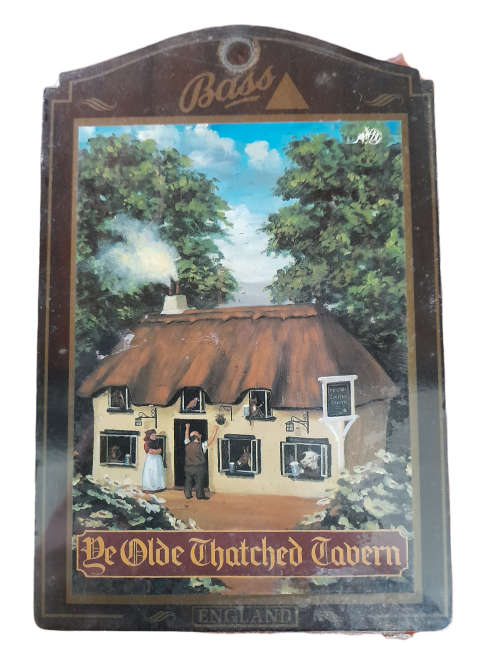 Bass
Ye Olde Thatched Tavern
ENGLAND